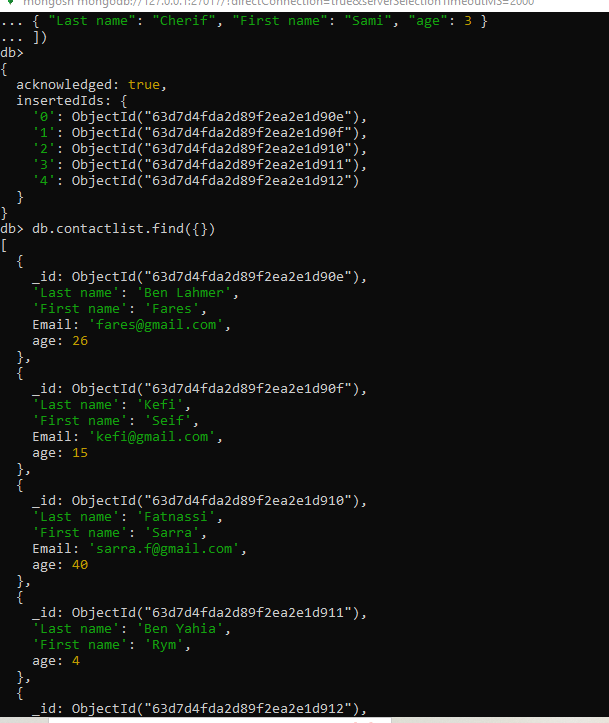 mongosh mongodb://127.0.0.1:27017/?directConnection=true&serverSelectionTimeoutMS=2000
... { "Last name": "Cherif", "First name": "Sami", "age": 3 }
... ])
db>
{
  acknowledged: true,
  insertedIds: {
    '0': ObjectId("63d7d4fda2d89f2ea2e1d90e"),
    '1': ObjectId("63d7d4fda2d89f2ea2e1d90f"),
    '2': ObjectId("63d7d4fda2d89f2ea2e1d910"),
    '3': ObjectId("63d7d4fda2d89f2ea2e1d911"),
    '4': ObjectId("63d7d4fda2d89f2ea2e1d912")
  }
}
db> db.contactlist.find({})
[
  {
    _id: ObjectId("63d7d4fda2d89f2ea2e1d90e"),
    'Last name': 'Ben Lahmer',
    'First name': 'Fares',
    Email: 'fares@gmail.com',
    age: 26
  },
  {
    _id: ObjectId("63d7d4fda2d89f2ea2e1d90f"),
    'Last name': 'Kefi',
    'First name': 'Seif',
    Email: 'kefi@gmail.com',
    age: 15
  },
  {
    _id: ObjectId("63d7d4fda2d89f2ea2e1d910"),
    'Last name': 'Fatnassi',
    'First name': 'Sarra',
    Email: 'sarra.f@gmail.com',
    age: 40
  },
  {
    _id: ObjectId("63d7d4fda2d89f2ea2e1d911"),
    'Last name': 'Ben Yahia',
    'First name': 'Rym',
    age: 4
  },
  {
    _id: ObjectId("63d7d4fda2d89f2ea2e1d912"),